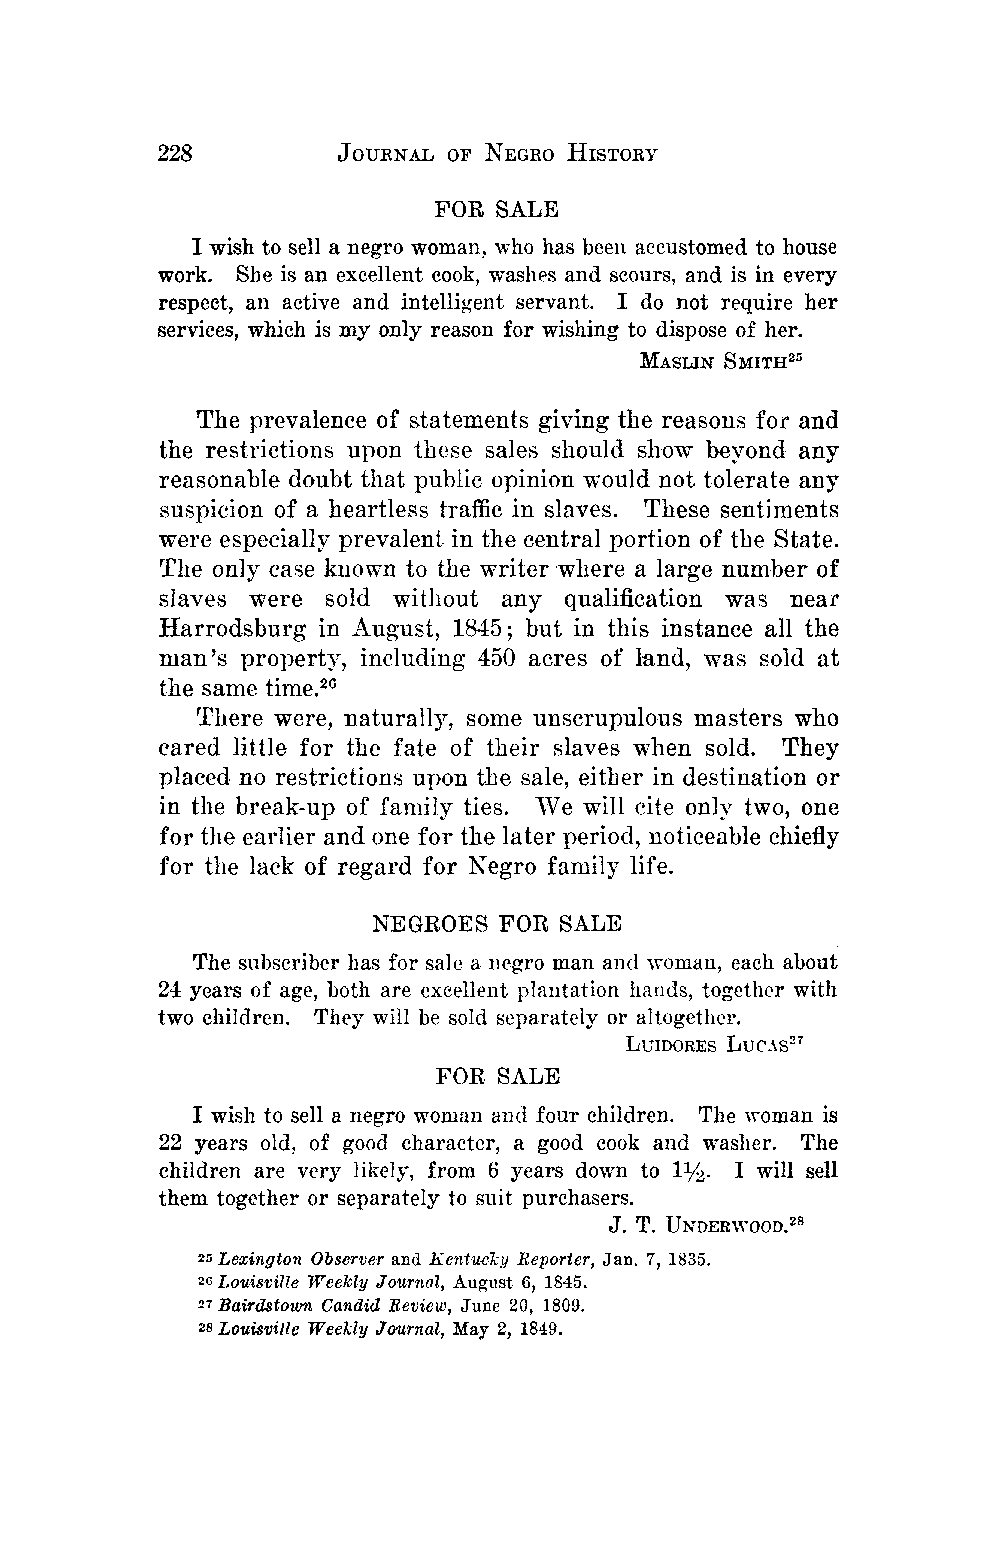 228 JOURNAL OF NEGRO HISTORY
FOR SALE
I wish to sell a negro woman, who has been accustomed to house
work. She is an excellent cook, washes and scours, and is in every
respect, an active and intelligent servant. I do not require her
services, which is my only reason for wishing to dispose of her.
MASLIN SMITH²⁵
The prevalence of statements giving the reasons for and
the restrictions upon these sales should show beyond any
reasonable doubt that public opinion would not tolerate any
suspicion of a heartless traffic in slaves. These sentiments
were especially prevalent in the central portion of the State.
The only case known to the writer where a large number of
slaves were sold without any qualification was near
Harrodsburg in August, 1845; but in this instance all the
man's property, including 450 acres of land, was sold at
the same time.²⁶
There were, naturally, some unscrupulous masters who
cared little for the fate of their slaves when sold. They
placed no restrictions upon the sale, either in destination or
in the break-up of family ties. We will cite only two, one
for the earlier and one for the later period, noticeable chiefly
for the lack of regard for Negro family life.
NEGROES FOR SALE
The subscriber has for sale a negro man and woman, each about
24 years of age, both are excellent plantation hands, together with
two children. They will be sold separately or altogether.
LUIDORES LUCAS²⁷
FOR SALE
I wish to sell a negro woman and four children. The woman is
22 years old, of good character, a good cook and washer. The
children are very likely, from 6 years down to 1½. I will sell
them together or separately to suit purchasers.
J. T. UNDERWOOD.²⁸
²⁵ Lexington Observer and Kentucky Reporter, Jan. 7, 1835.
²⁶ Louisville Weekly Journal, August 6, 1845.
²⁷ Bairdstown Candid Review, June 20, 1809.
²⁸ Louisville Weekly Journal, May 2, 1849.